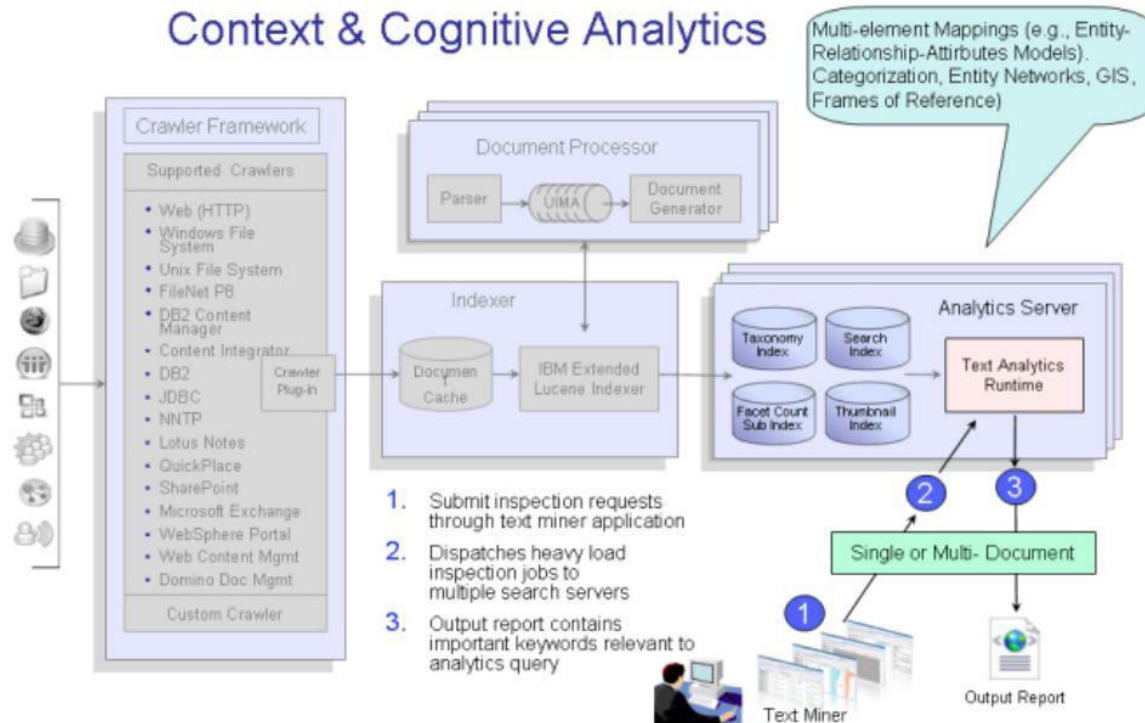 Context & Cognitive Analytics
Multi-element Mappings (e.g., Entity-
Relationship-Attirbutes Models).
Categorization, Entity Networks, GIS,
Frames of Reference)
Crawler Framework
Supported Crawlers
• Web (HTTP)
• Windows File
System
• Unix File System
• FileNet P8
• DB2 Content
Manager
• Content Integrator
• DB2
• JDBC
• NNTP
• Lotus Notes
• QuickPlace
• SharePoint
• Microsoft Exchange
• WebSphere Portal
• Web Content Mgmt
• Domino Doc Mgmt
Custom Crawler
Crawler
Plug-in
Document Processor
Parser
UIMA
Document
Generator
Indexer
Documen
t
Cache
IBM Extended
Lucene Indexer
Analytics Server
Taxonomy
Index
Search
Index
Facet Count
Sub Index
Thumbnail
Index
Text Analytics
Runtime
1. Submit inspection requests
through text miner application
2. Dispatches heavy load
inspection jobs to
multiple search servers
3. Output report contains
important keywords relevant to
analytics query
2
3
Single or Multi- Document
1
Text Miner
Output Report